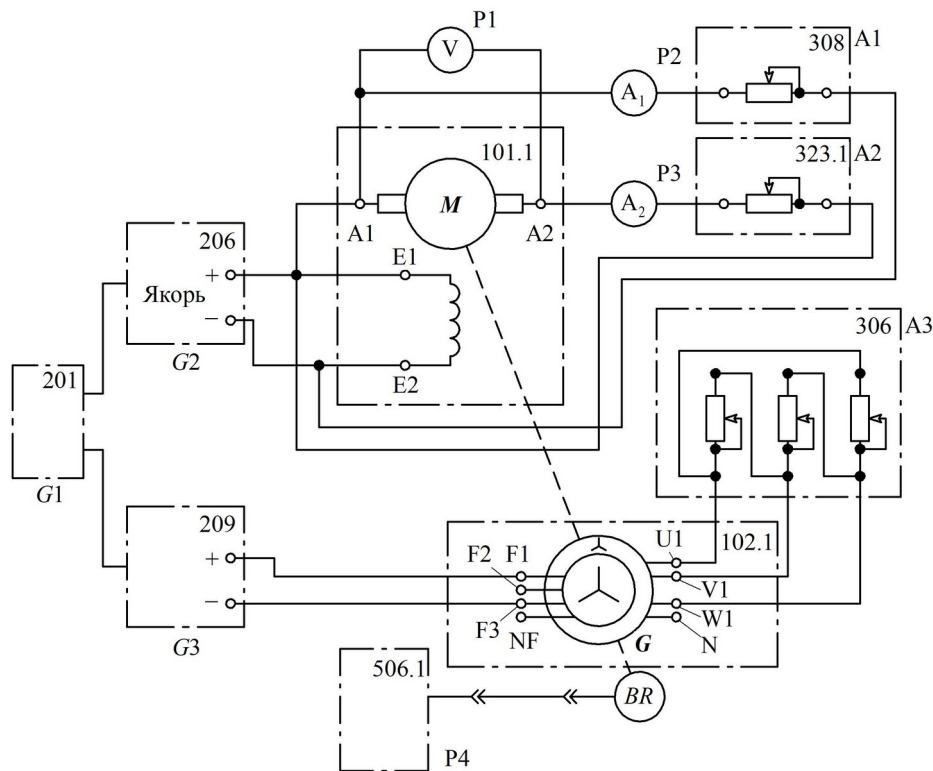 P1
V
P2
308
A1
A₁
101.1
P3
323.1
A2
M
A₂
A1
A2
206
E1
+
Якорь
−
306
A3
G2
E2
201
G1
209
+
−
G3
F2
F1
U1
102.1
V1
F3
W1
NF
G
N
506.1
BR
P4